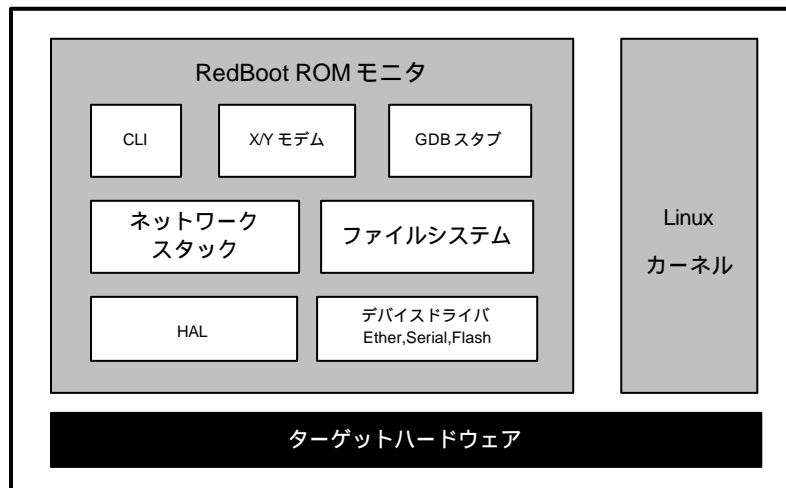 RedBoot ROM モニタ
CLI
X/Y モデム
GDB スタブ
ネットワーク
スタック
ファイルシステム
HAL
デバイスドライバ
Ether,Serial,Flash
Linux
カーネル
ターゲットハードウェア